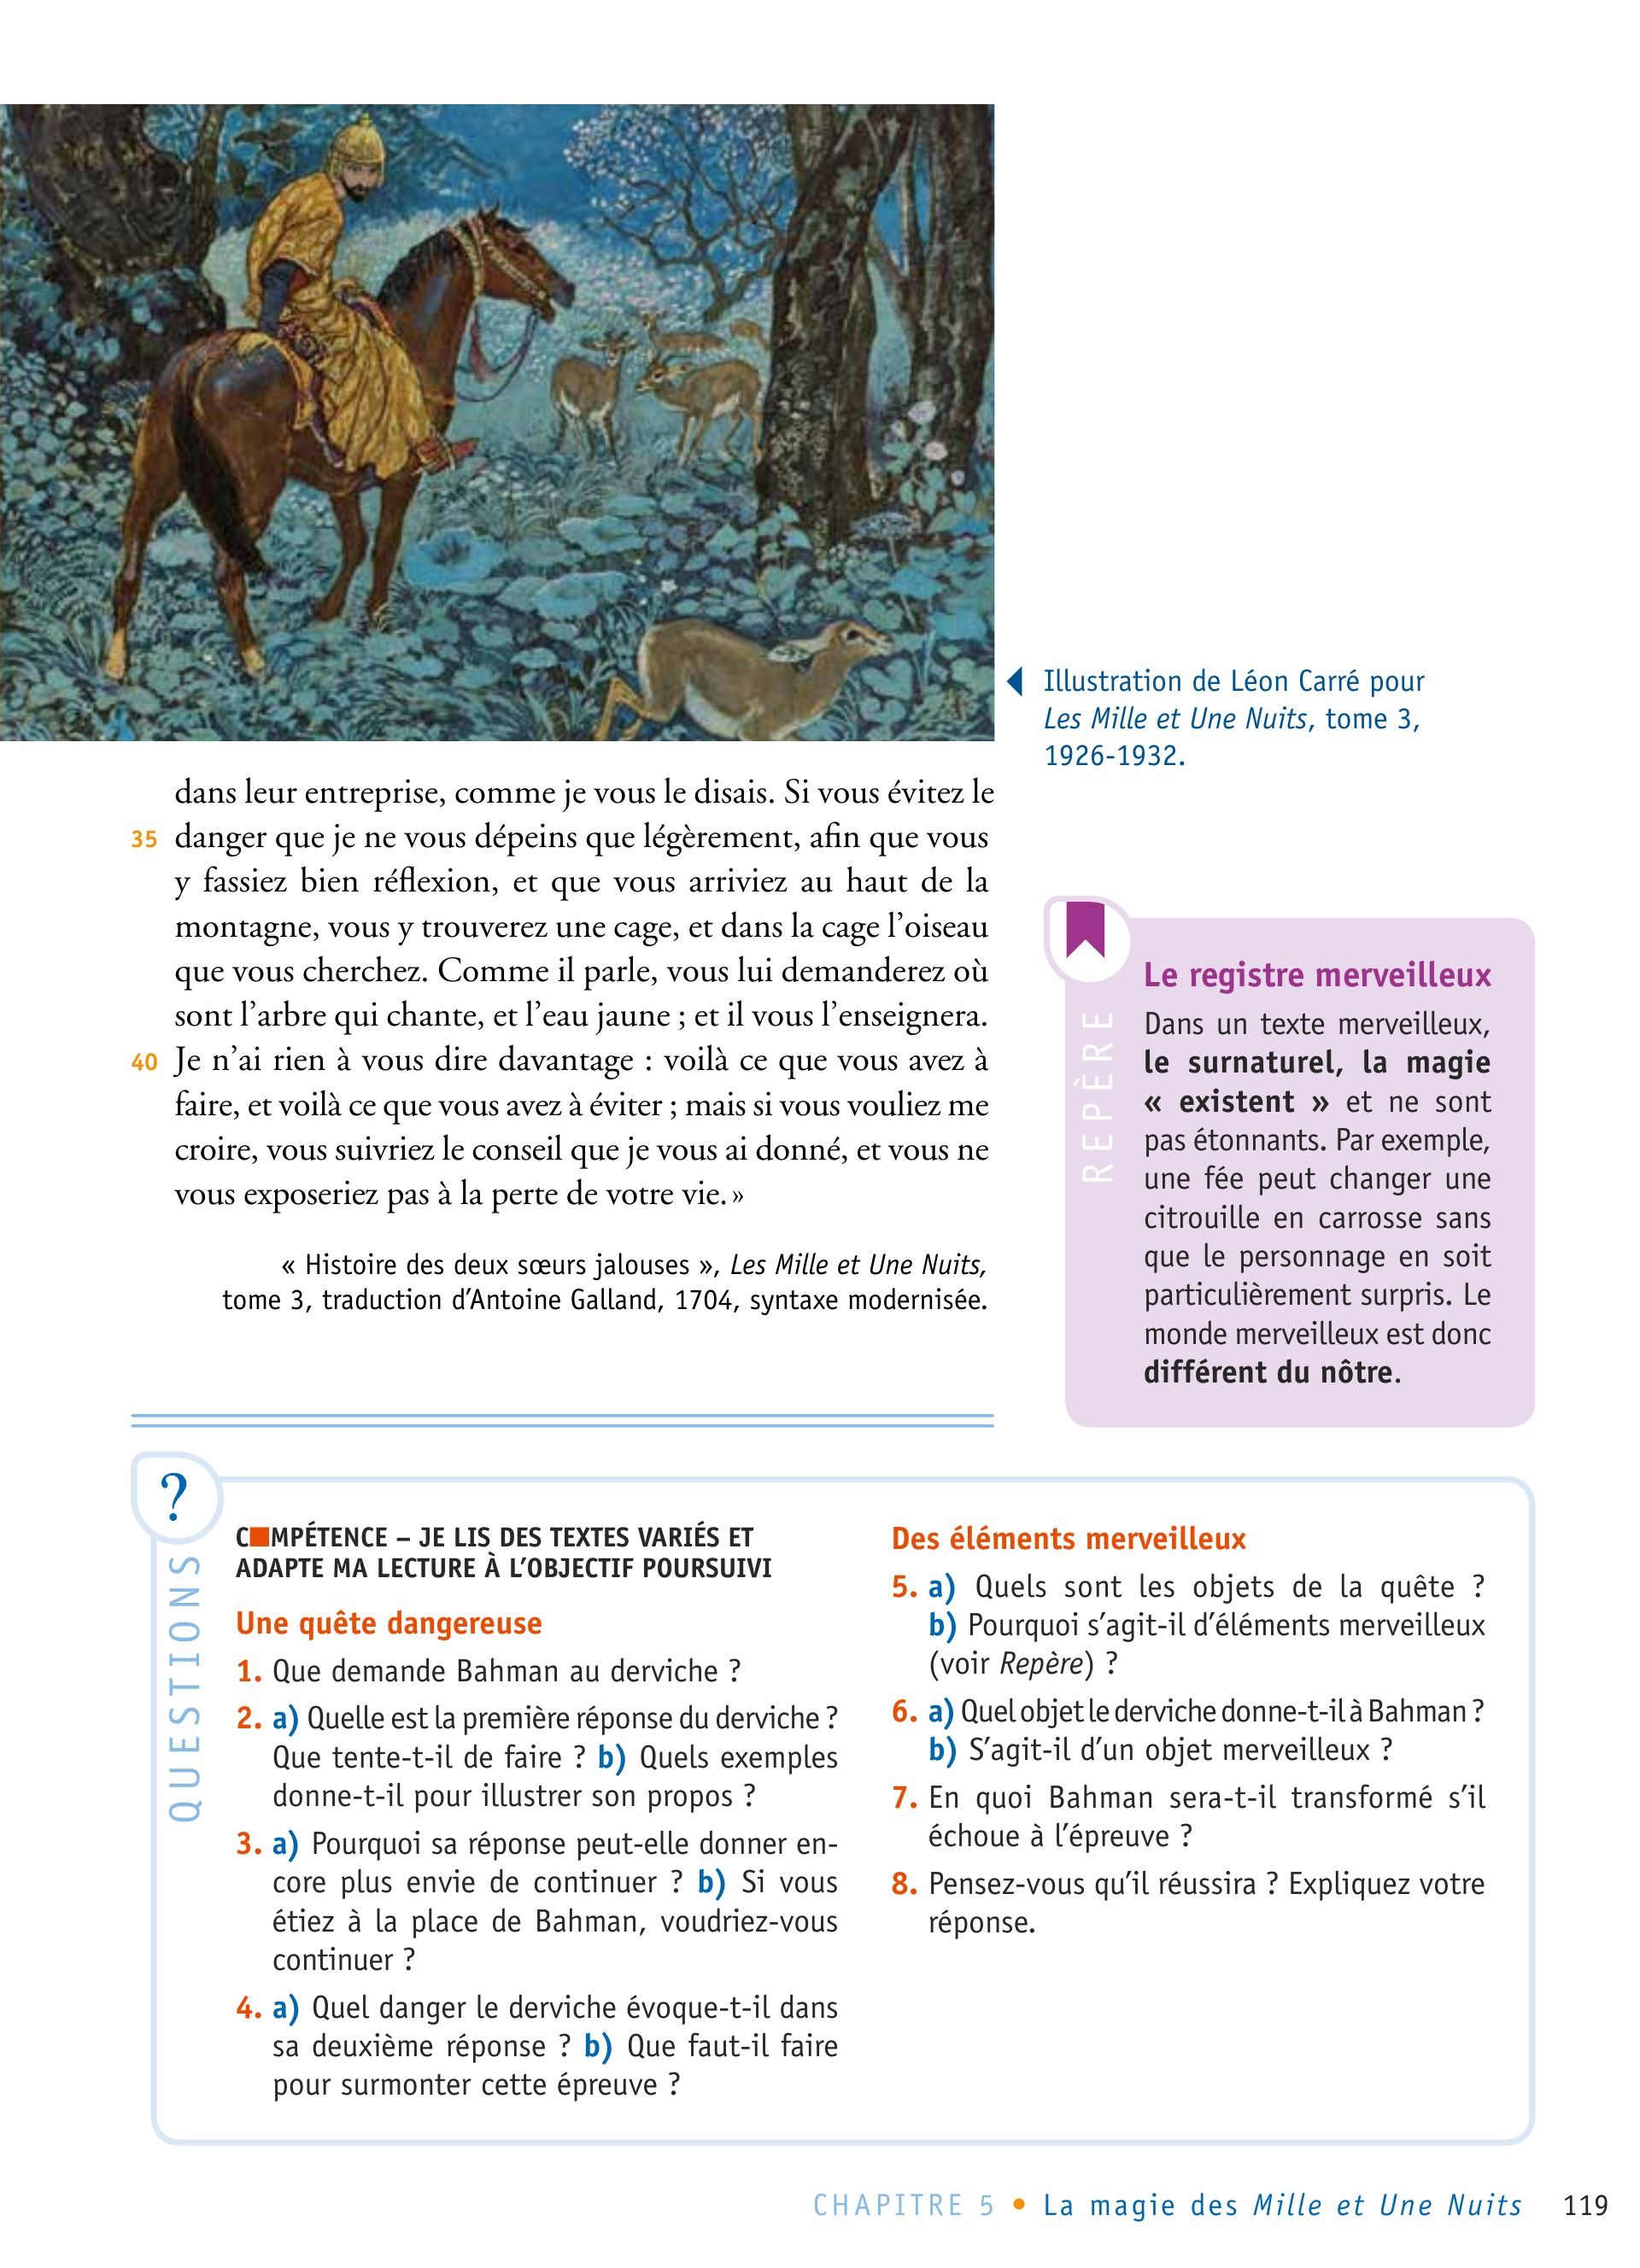 Illustration de Léon Carré pour
Les Mille et Une Nuits, tome 3,
1926-1932.
dans leur entreprise, comme je vous le disais. Si vous évitez le
35 danger que je ne vous dépeins que légèrement, afin que vous
y fassiez bien réflexion, et que vous arriviez au haut de la
montagne, vous y trouverez une cage, et dans la cage l’oiseau
que vous cherchez. Comme il parle, vous lui demanderez où
sont l’arbre qui chante, et l’eau jaune ; et il vous l’enseignera.
40 Je n’ai rien à vous dire davantage : voilà ce que vous avez à
faire, et voilà ce que vous avez à éviter ; mais si vous vouliez me
croire, vous suivriez le conseil que je vous ai donné, et vous ne
vous exposeriez pas à la perte de votre vie. »
« Histoire des deux sœurs jalouses », Les Mille et Une Nuits,
tome 3, traduction d’Antoine Galland, 1704, syntaxe modernisée.
REPÈRE
Le registre merveilleux
Dans un texte merveilleux,
le surnaturel, la magie
« existent » et ne sont
pas étonnants. Par exemple,
une fée peut changer une
citrouille en carrosse sans
que le personnage en soit
particulièrement surpris. Le
monde merveilleux est donc
différent du nôtre.
?
QUESTIONS
C■MPÉTENCE – JE LIS DES TEXTES VARIÉS ET
ADAPTE MA LECTURE À L’OBJECTIF POURSUIVI
Une quête dangereuse
1. Que demande Bahman au derviche ?
2. a) Quelle est la première réponse du derviche ?
Que tente-t-il de faire ? b) Quels exemples
donne-t-il pour illustrer son propos ?
3. a) Pourquoi sa réponse peut-elle donner en-
core plus envie de continuer ? b) Si vous
étiez à la place de Bahman, voudriez-vous
continuer ?
4. a) Quel danger le derviche évoque-t-il dans
sa deuxième réponse ? b) Que faut-il faire
pour surmonter cette épreuve ?
Des éléments merveilleux
5. a) Quels sont les objets de la quête ?
b) Pourquoi s’agit-il d’éléments merveilleux
(voir Repère) ?
6. a) Quel objet le derviche donne-t-il à Bahman ?
b) S’agit-il d’un objet merveilleux ?
7. En quoi Bahman sera-t-il transformé s’il
échoue à l’épreuve ?
8. Pensez-vous qu’il réussira ? Expliquez votre
réponse.
CHAPITRE 5 • La magie des Mille et Une Nuits 119